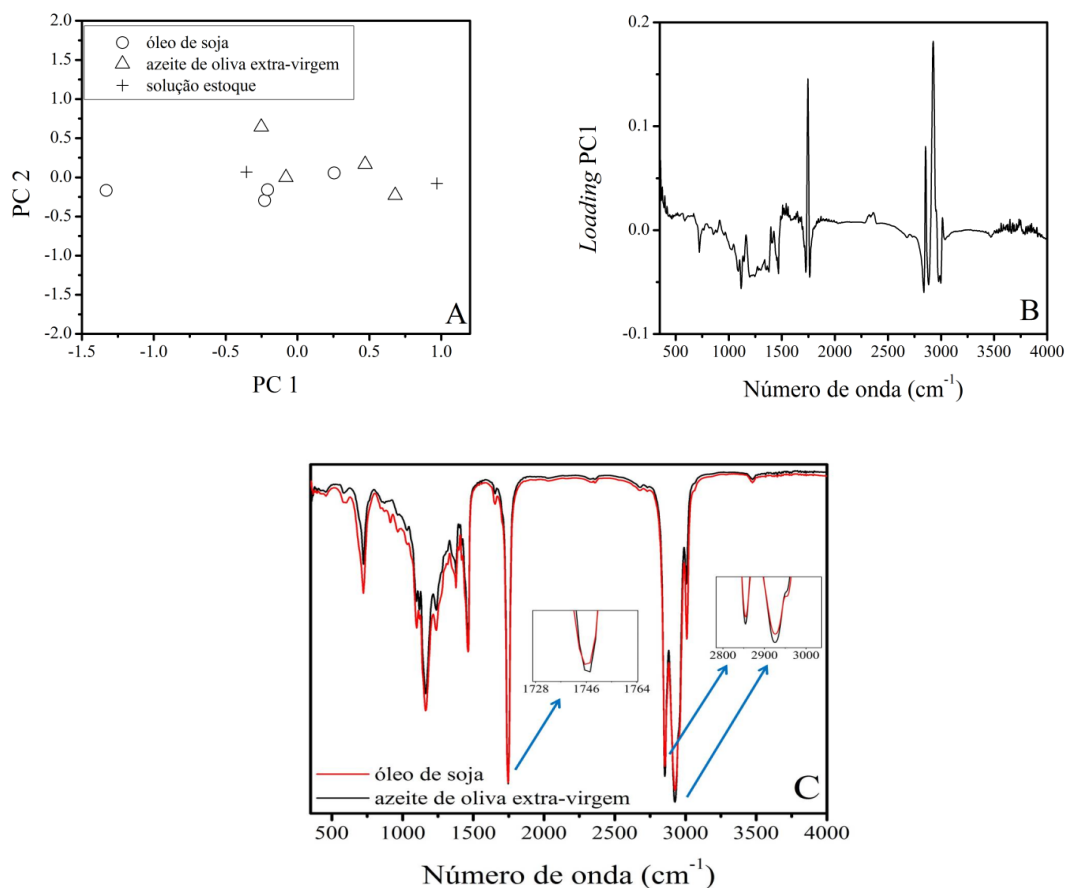 2.0
1.5
1.0
0.5
0.0
-0.5
-1.0
-1.5
-2.0
PC 2
óleo de soja
azeite de oliva extra-virgem
solução estoque
A
-1.5 -1.0 -0.5 0.0 0.5 1.0
PC 1
0.2
0.1
0.0
-0.1
Loading PC1
B
500 1000 1500 2000 2500 3000 3500 4000
Número de onda (cm-1)
1728 1746 1764
2800 2900 3000
óleo de soja
azeite de oliva extra-virgem
C
500 1000 1500 2000 2500 3000 3500 4000
Número de onda (cm-1)